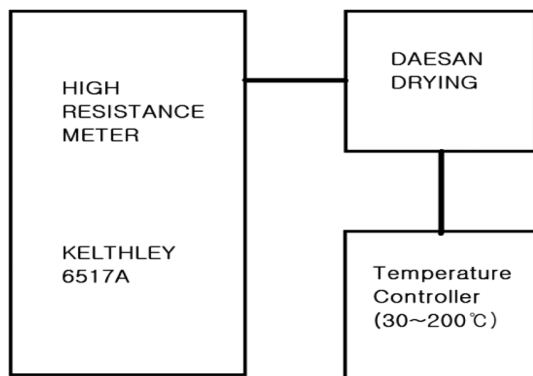 HIGH
RESISTANCE
METER
KELTHLEY
6517A
DAESAN
DRYING
Temperature
Controller
(30~200℃)